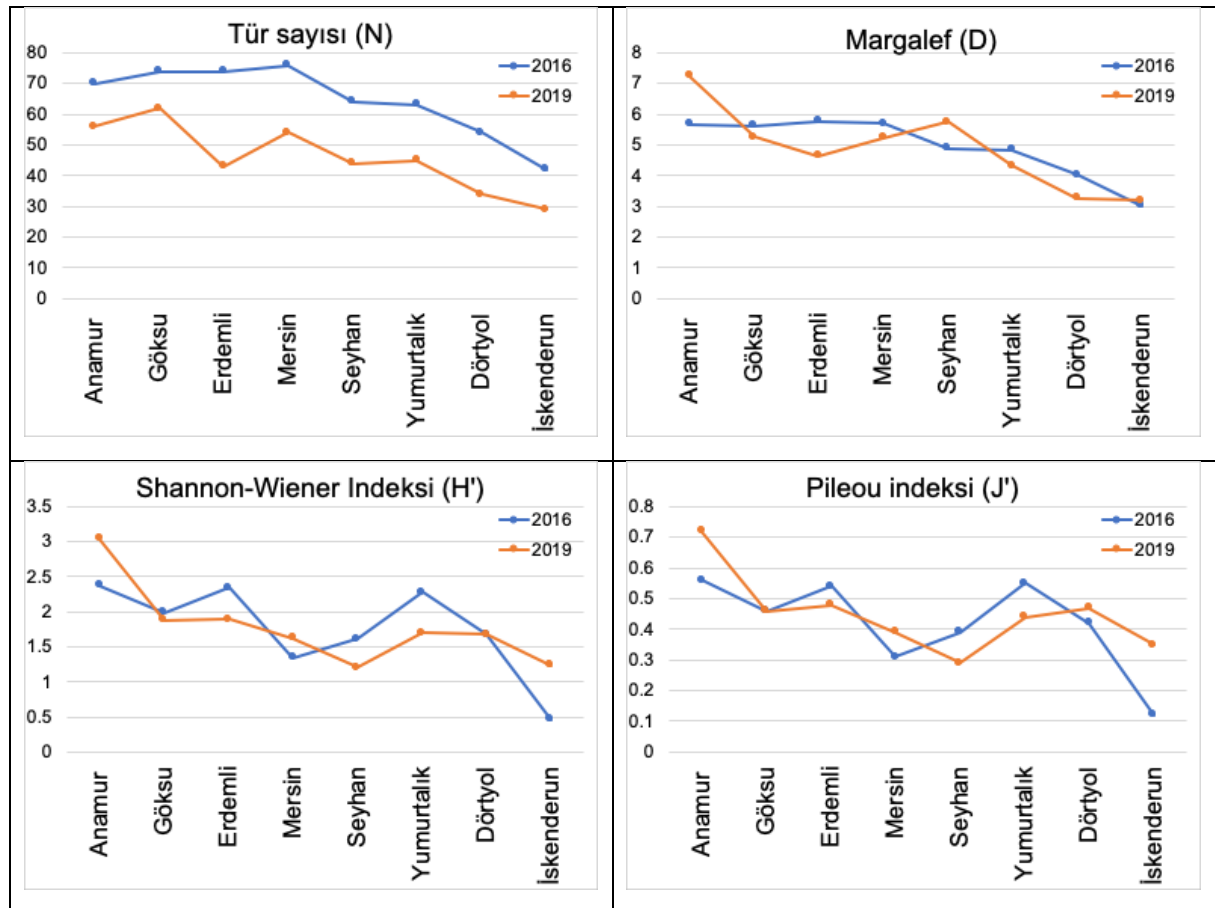 Tür sayısı (N)
80
70
60
50
40
30
20
10
0
2016
2019
Anamur
Göksu
Erdemli
Mersin
Seyhan
Yumurtalık
Dörtyol
İskenderun
Margalef (D)
8
7
6
5
4
3
2
1
0
2016
2019
Anamur
Göksu
Erdemli
Mersin
Seyhan
Yumurtalık
Dörtyol
İskenderun
Shannon-Wiener Indeksi (H')
3.5
3
2.5
2
1.5
1
0.5
0
2016
2019
Anamur
Göksu
Erdemli
Mersin
Seyhan
Yumurtalık
Dörtyol
İskenderun
Pileou indeksi (J')
0.8
0.7
0.6
0.5
0.4
0.3
0.2
0.1
0
2016
2019
Anamur
Göksu
Erdemli
Mersin
Seyhan
Yumurtalık
Dörtyol
İskenderun